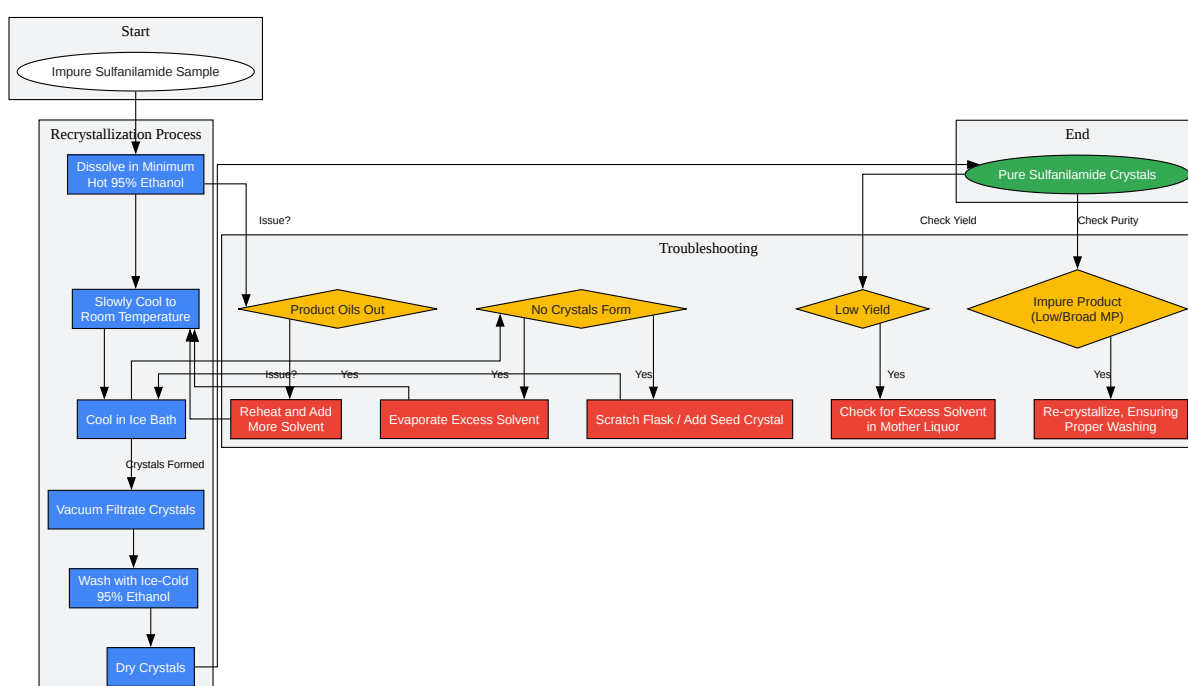 Start
Impure Sulfanilamide Sample
Recrystallization Process
Dissolve in Minimum
Hot 95% Ethanol
End
Pure Sulfanilamide Crystals
Issue?
Check Yield
Check Purity
Troubleshooting
Slowly Cool to
Room Temperature
Product Oils Out
No Crystals Form
Low Yield
Impure Product
(Low/Broad MP)
Issue?
Yes
Yes
Yes
Yes
Yes
Cool in Ice Bath
Reheat and Add
More Solvent
Evaporate Excess Solvent
Scratch Flask / Add Seed Crystal
Check for Excess Solvent
in Mother Liquor
Re-crystallize, Ensuring
Proper Washing
Crystals Formed
Vacuum Filtrate Crystals
Wash with Ice-Cold
95% Ethanol
Dry Crystals